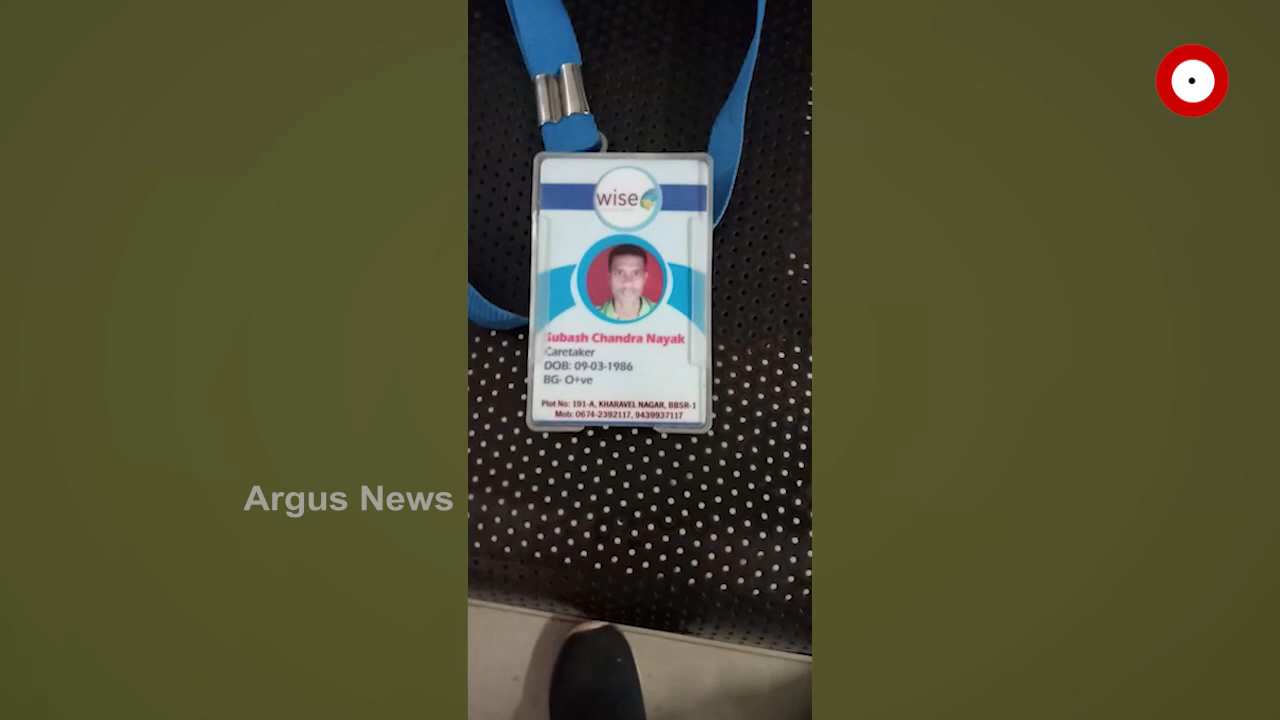 wise
Subash Chandra Nayak
Caretaker
DOB: 09-03-1986
BG- O+ve
Plot No: 191-A, KHARAVEL NAGAR, BBSR-1
Mob: 0674-2392117, 9439937117
Argus News